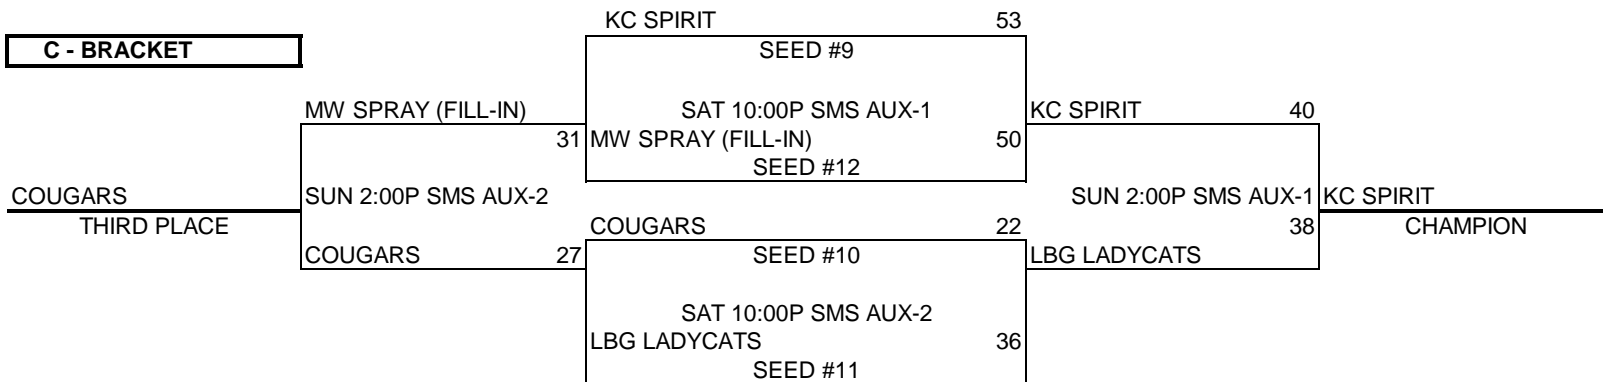 KC SPIRIT 53
C - BRACKET SEED #9
MW SPRAY (FILL-IN) SAT 10:00P SMS AUX-1 KC SPIRIT 40
31 MW SPRAY (FILL-IN) 50
SEED #12
COUGARS SUN 2:00P SMS AUX-2 SUN 2:00P SMS AUX-1 KC SPIRIT
THIRD PLACE COUGARS 22 38 CHAMPION
COUGARS 27 SEED #10 LBG LADYCATS
SAT 10:00P SMS AUX-2
LBG LADYCATS 36
SEED #11